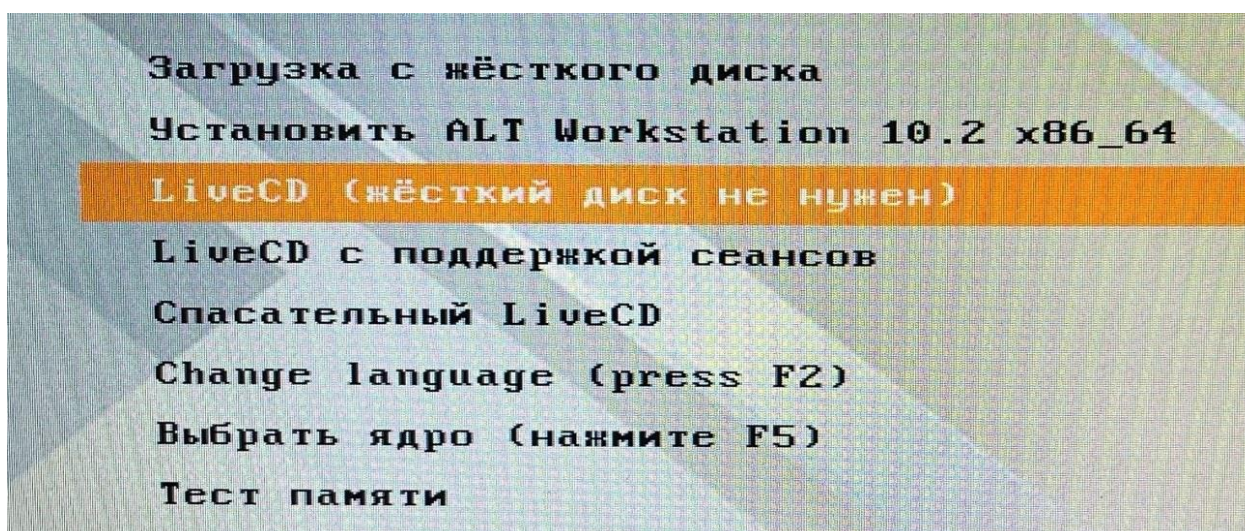 Загрузка с жёсткого диска
Установить ALT Workstation 10.2 x86_64
LiveCD (жёсткий диск не нужен)
LiveCD с поддержкой сеансов
Спасательный LiveCD
Change language (press F2)
Выбрать ядро (нажмите F5)
Тест памяти